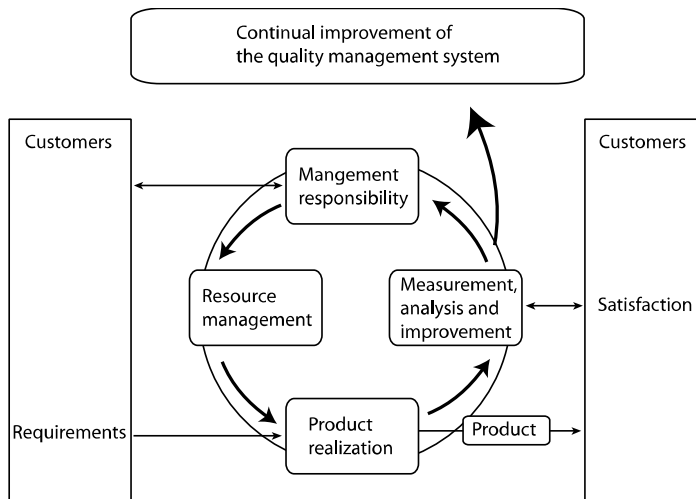 Continual improvement of
the quality management system
Customers
Customers
Mangement
responsibility
Resource
management
Measurement,
analysis and
improvement
Satisfaction
Requirements
Product
realization
Product